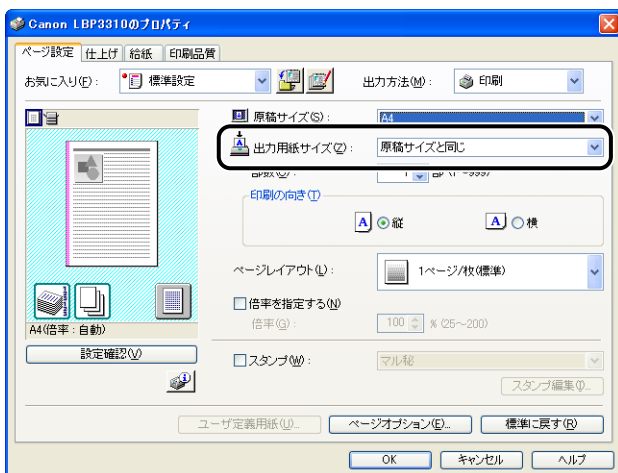 Canon LBP3310のプロパティ
ページ設定 仕上げ 給紙 印刷品質
お気に入り(F): 標準設定 出力方法(M): 印刷
原稿サイズ(S): A4
出力用紙サイズ(Z): 原稿サイズと同じ
部数(C): 1 部 (1~999)
印刷の向き(T)
A 縦 A 横
ページレイアウト(L): 1ページ/枚(標準)
倍率を指定する(N)
倍率(G): 100 % (25~200)
A4(倍率:自動)
設定確認(V)
スタンプ(W): マル秘
スタンプ編集(I)...
ユーザ定義用紙(U)... ページオプション(E)... 標準に戻す(R)
OK キャンセル ヘルプ